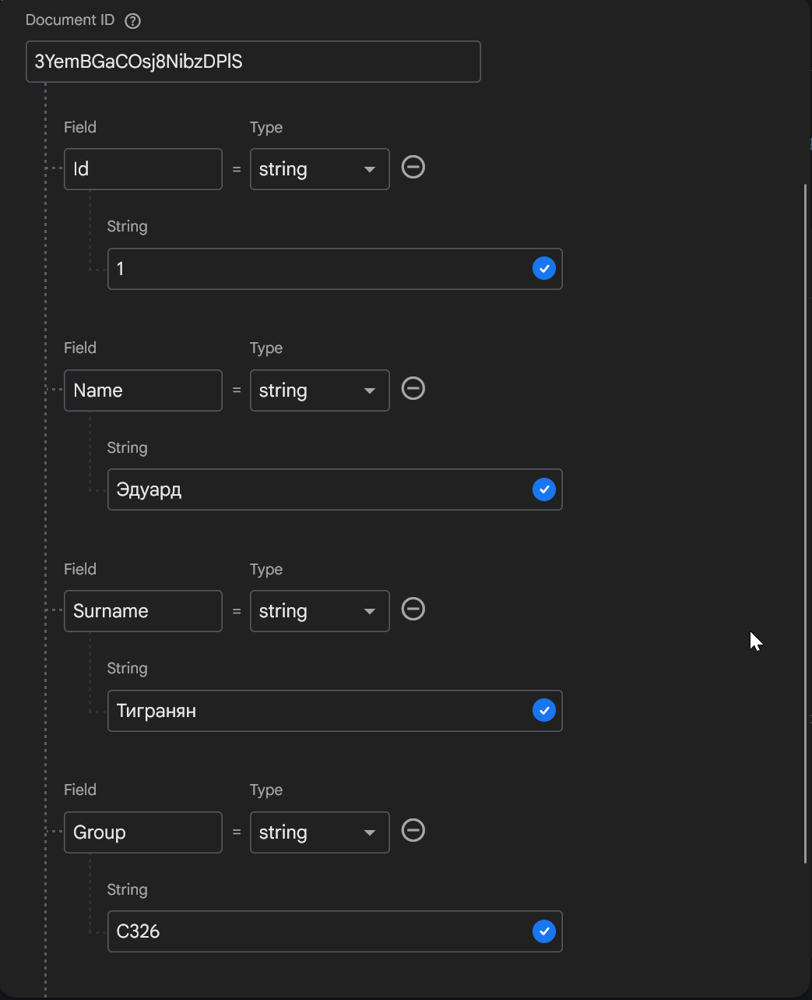 Document ID
3YemBGaCOsj8NibzDPlS
Field Type
Id = string
String
1
Field Type
Name = string
String
Эдуард
Field Type
Surname = string
String
Тигранян
Field Type
Group = string
String
С326